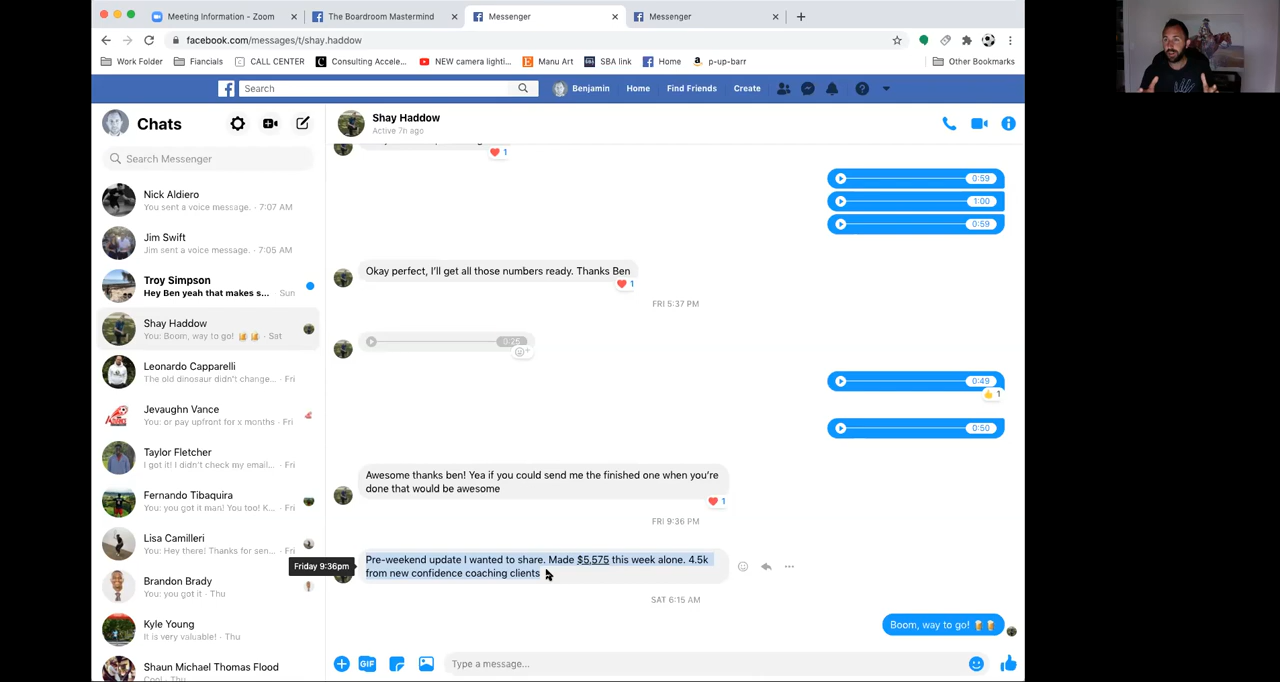 Meeting Information - Zoom
The Boardroom Mastermind
Messenger
Messenger
facebook.com/messages/t/shay.haddow
Work Folder
Fiancials
CALL CENTER
Consulting Accele...
NEW camera lighti...
Manu Art
SBA link
Home
p-up-barr
Other Bookmarks
Search
Benjamin
Home
Find Friends
Create
Chats
Search Messenger
Nick Aldiero
You sent a voice message. · 7:07 AM
Jim Swift
Jim sent a voice message. · 7:05 AM
Troy Simpson
Hey Ben yeah that makes s... Sun
Shay Haddow
You: Boom, way to go! 🍻🍻 · Sat
Leonardo Capparelli
The old dinosaur didn't change... · Fri
Jevaughn Vance
You: or pay upfront for x months · Fri
Taylor Fletcher
I got it! I didn't check my email... · Fri
Fernando Tibaquira
You: you got it man! You too! K... · Fri
Lisa Camilleri
You: Hey there! Thanks for sen... · Fri
Brandon Brady
You: you got it · Thu
Kyle Young
It is very valuable! · Thu
Shaun Michael Thomas Flood
Shay Haddow
Active 7h ago
1
0:59
1:00
0:59
Okay perfect, I'll get all those numbers ready. Thanks Ben
1
FRI 5:37 PM
0:25
0:49
1
0:50
Awesome thanks ben! Yea if you could send me the finished one when you're
done that would be awesome
1
FRI 9:36 PM
Friday 9:36pm
Pre-weekend update I wanted to share. Made $5,575 this week alone. 4.5k
from new confidence coaching clients
SAT 6:15 AM
Boom, way to go! 🍻🍻
GIF
Type a message...